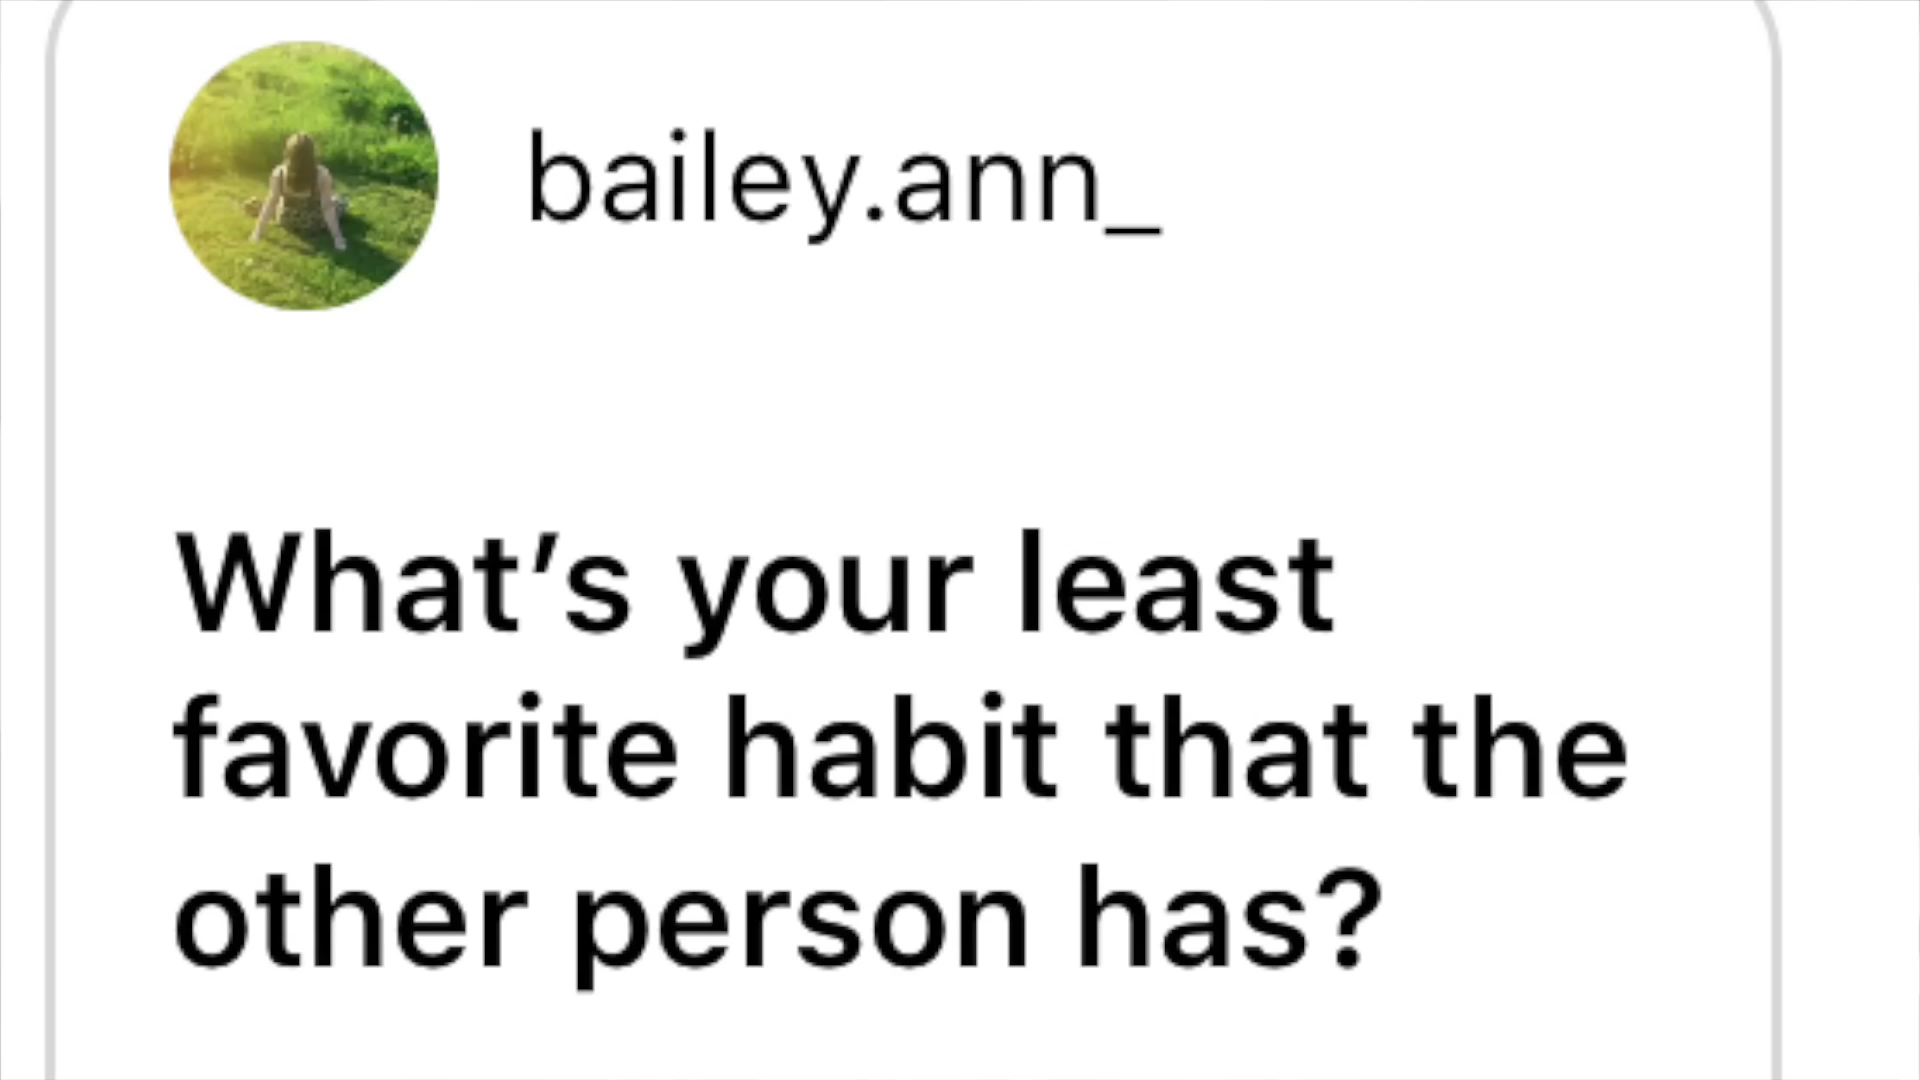 bailey.ann_
What’s your least
favorite habit that the
other person has?